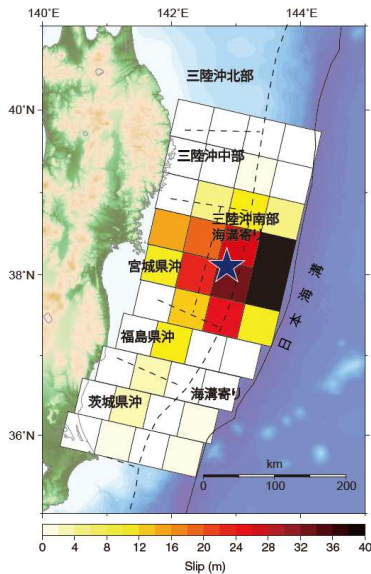 142°E
144°E
40°N
38°N
36°N
三陸沖北部
三陸沖中部
三陸沖南部
海溝寄り
宮城県沖
福島県沖
茨城県沖
海溝寄り
日本海溝
km
0 100 200
0 4 8 12 16 20 24 28 32 36 40
Slip (m)